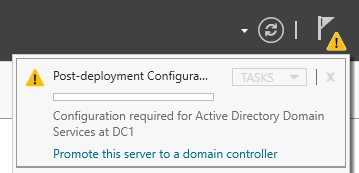 Post-deployment Configura...
TASKS
X
Configuration required for Active Directory Domain
Services at DC1
Promote this server to a domain controller